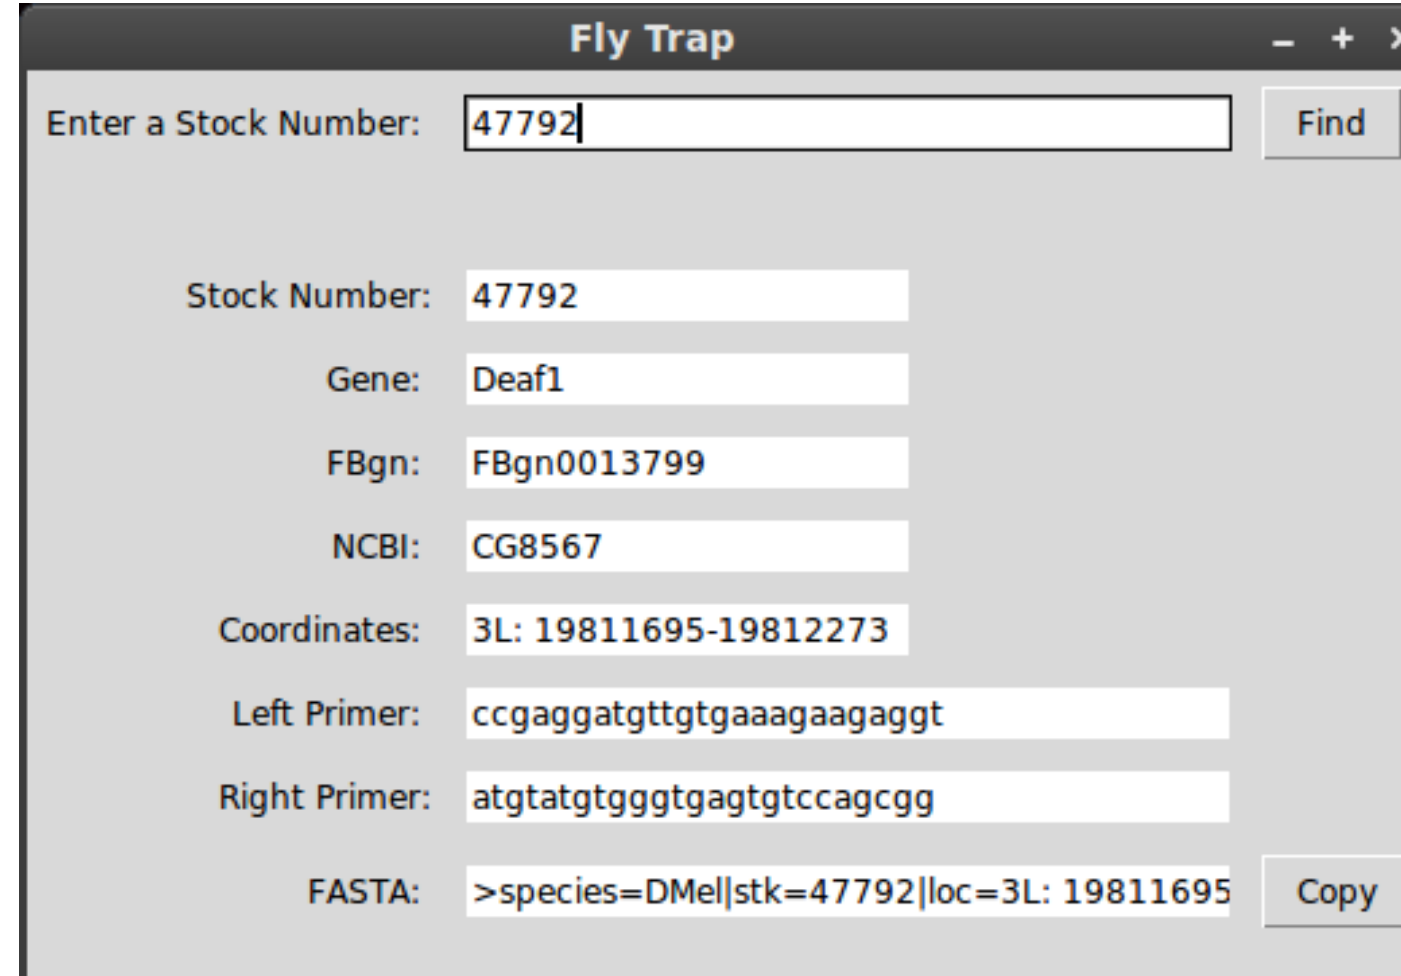 Fly Trap
Enter a Stock Number: 47792 Find
Stock Number: 47792
Gene: Deaf1
FBgn: FBgn0013799
NCBI: CG8567
Coordinates: 3L: 19811695-19812273
Left Primer: ccgaggatgttgtgaaagaagaggt
Right Primer: atgtatgtgggtgagtgtccagcgg
FASTA: >species=DMel|stk=47792|loc=3L: 19811695 Copy